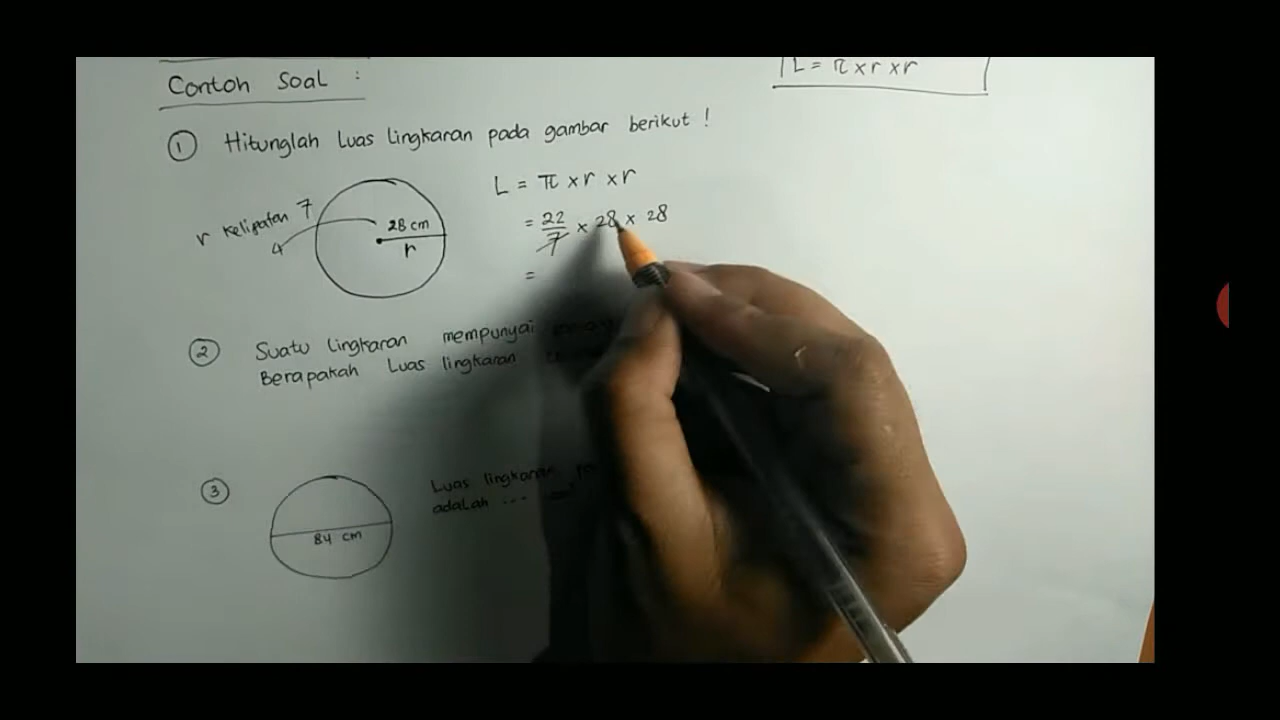 L = π x r x r
Contoh Soal :
1 Hitunglah Luas lingkaran pada gambar berikut !
r kelipatan 7
4
28 cm
r
L = π x r x r
= 22/7 x 28 x 28
=
2 Suatu lingkaran mempunyai
Berapakah Luas lingkaran
3
84 cm
Luas lingkaran
adalah ...